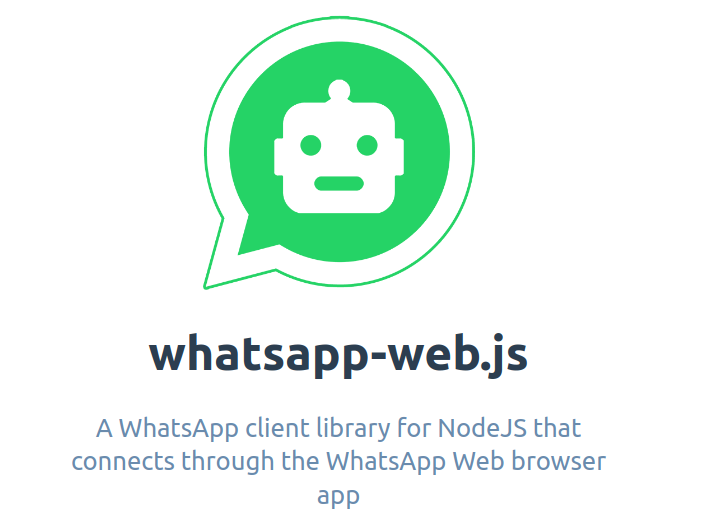 whatsapp-web.js
A WhatsApp client library for NodeJS that
connects through the WhatsApp Web browser
app